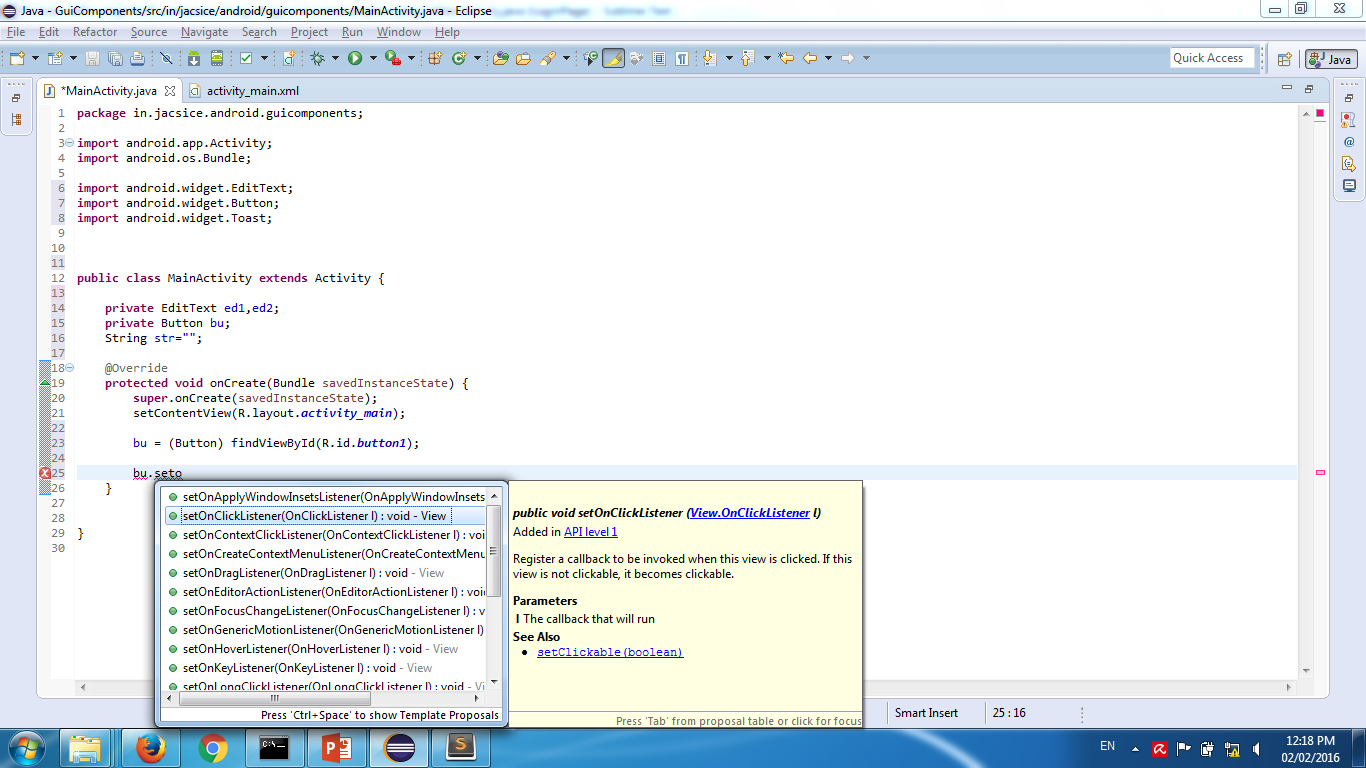 Java - GuiComponents/src/in/jacsice/android/guicomponents/MainActivity.java - Eclipse
File Edit Refactor Source Navigate Search Project Run Window Help
Quick Access
Java
*MainActivity.java
activity_main.xml
1 package in.jacsice.android.guicomponents;
2
3 import android.app.Activity;
4 import android.os.Bundle;
5
6 import android.widget.EditText;
7 import android.widget.Button;
8 import android.widget.Toast;
9
10
11
12 public class MainActivity extends Activity {
13
14 private EditText ed1,ed2;
15 private Button bu;
16 String str="";
17
18 @Override
19 protected void onCreate(Bundle savedInstanceState) {
20 super.onCreate(savedInstanceState);
21 setContentView(R.layout.activity_main);
22
23 bu = (Button) findViewById(R.id.button1);
24
25 bu.seto
26 }
27
28
29 }
30
setOnApplyWindowInsetsListener(OnApplyWindowInsets
setOnClickListener(OnClickListener l) : void - View
setOnContextClickListener(OnContextClickListener l) : voi
setOnCreateContextMenuListener(OnCreateContextMenu
setOnDragListener(OnDragListener l) : void - View
setOnEditorActionListener(OnEditorActionListener l) : voi
setOnFocusChangeListener(OnFocusChangeListener l) : v
setOnGenericMotionListener(OnGenericMotionListener l)
setOnHoverListener(OnHoverListener l) : void - View
setOnKeyListener(OnKeyListener l) : void - View
setOnLongClickListener(OnLongClickListener l) : void - Vi
Press 'Ctrl+Space' to show Template Proposals
public void setOnClickListener (View.OnClickListener l)
Added in API level 1
Register a callback to be invoked when this view is clicked. If this
view is not clickable, it becomes clickable.
Parameters
l The callback that will run
See Also
setClickable(boolean)
Press 'Tab' from proposal table or click for focus
Smart Insert
25 : 16
EN
12:18 PM
02/02/2016